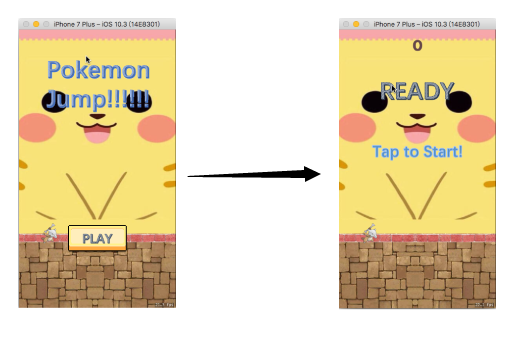 iPhone 7 Plus – iOS 10.3 (14E8301)
Pokemon
Jump!!!!!!
PLAY
iPhone 7 Plus – iOS 10.3 (14E8301)
0
READY
Tap to Start!